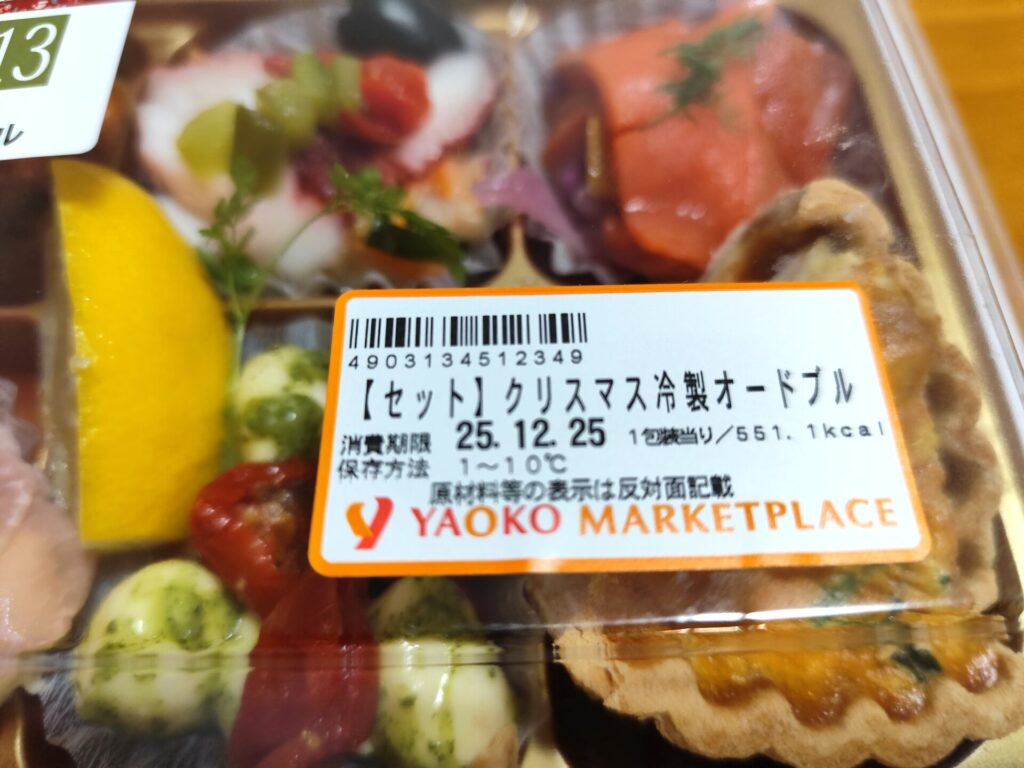 13
ル
4903134512349
【セット】クリスマス冷製オードブル
消費期限 25.12.25 1包装当り/551.1kcal
保存方法 1~10℃
原材料等の表示は反対面記載
YAOKO MARKETPLACE